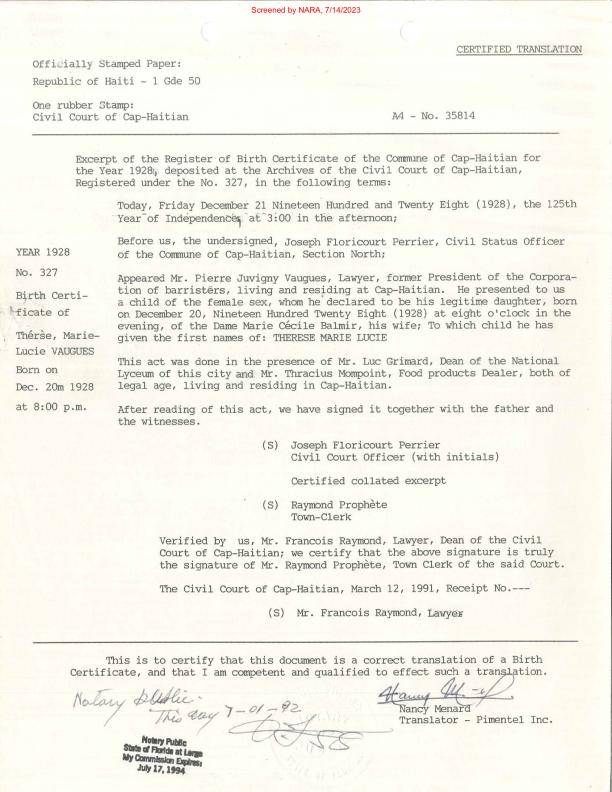 Screened by NARA, 7/14/2023
CERTIFIED TRANSLATION
Officially Stamped Paper:
Republic of Haiti - 1 Gde 50
One rubber Stamp:
Civil Court of Cap-Haitian
A4 - No. 35814
Excerpt of the Register of Birth Certificate of the Commune of Cap-Haitian for
the Year 1928, deposited at the Archives of the Civil Court of Cap-Haitian,
Registered under the No. 327, in the following terms:
Today, Friday December 21 Nineteen Hundred and Twenty Eight (1928), the 125th
Year of Independence, at 3:00 in the afternoon;
Before us, the undersigned, Joseph Floricourt Perrier, Civil Status Officer
of the Commune of Cap-Haitian, Section North;
YEAR 1928
No. 327
Birth Certi-
ficate of
Thérèse, Marie-
Lucie VAUGUES
Born on
Dec. 20m 1928
at 8:00 p.m.
Appeared Mr. Pierre Juvigny Vaugues, Lawyer, former President of the Corpora-
tion of barristers, living and residing at Cap-Haitian. He presented to us
a child of the female sex, whom he declared to be his legitime daughter, born
on December 20, Nineteen Hundred Twenty Eight (1928) at eight o'clock in the
evening, of the Dame Marie Cécile Balmir, his wife; To which child he has
given the first names of: THERESE MARIE LUCIE
This act was done in the presence of Mr. Luc Grimard, Dean of the National
Lyceum of this city and Mr. Thracius Mompoint, Food products Dealer, both of
legal age, living and residing in Cap-Haitian.
After reading of this act, we have signed it together with the father and
the witnesses.
(S) Joseph Floricourt Perrier
Civil Court Officer (with initials)
Certified collated excerpt
(S) Raymond Prophète
Town-Clerk
Verified by us, Mr. Francois Raymond, Lawyer, Dean of the Civil
Court of Cap-Haitian; we certify that the above signature is truly
the signature of Mr. Raymond Prophète, Town Clerk of the said Court.
The Civil Court of Cap-Haitian, March 12, 1991, Receipt No.---
(S) Mr. Francois Raymond, Lawyer
This is to certify that this document is a correct translation of a Birth
Certificate, and that I am competent and qualified to effect such a translation.
Notary Public.
This day 7-01-92
Nancy Menard
Translator - Pimentel Inc.
Notary Public
State of Florida at Large
My Commission Expires:
July 17, 1994